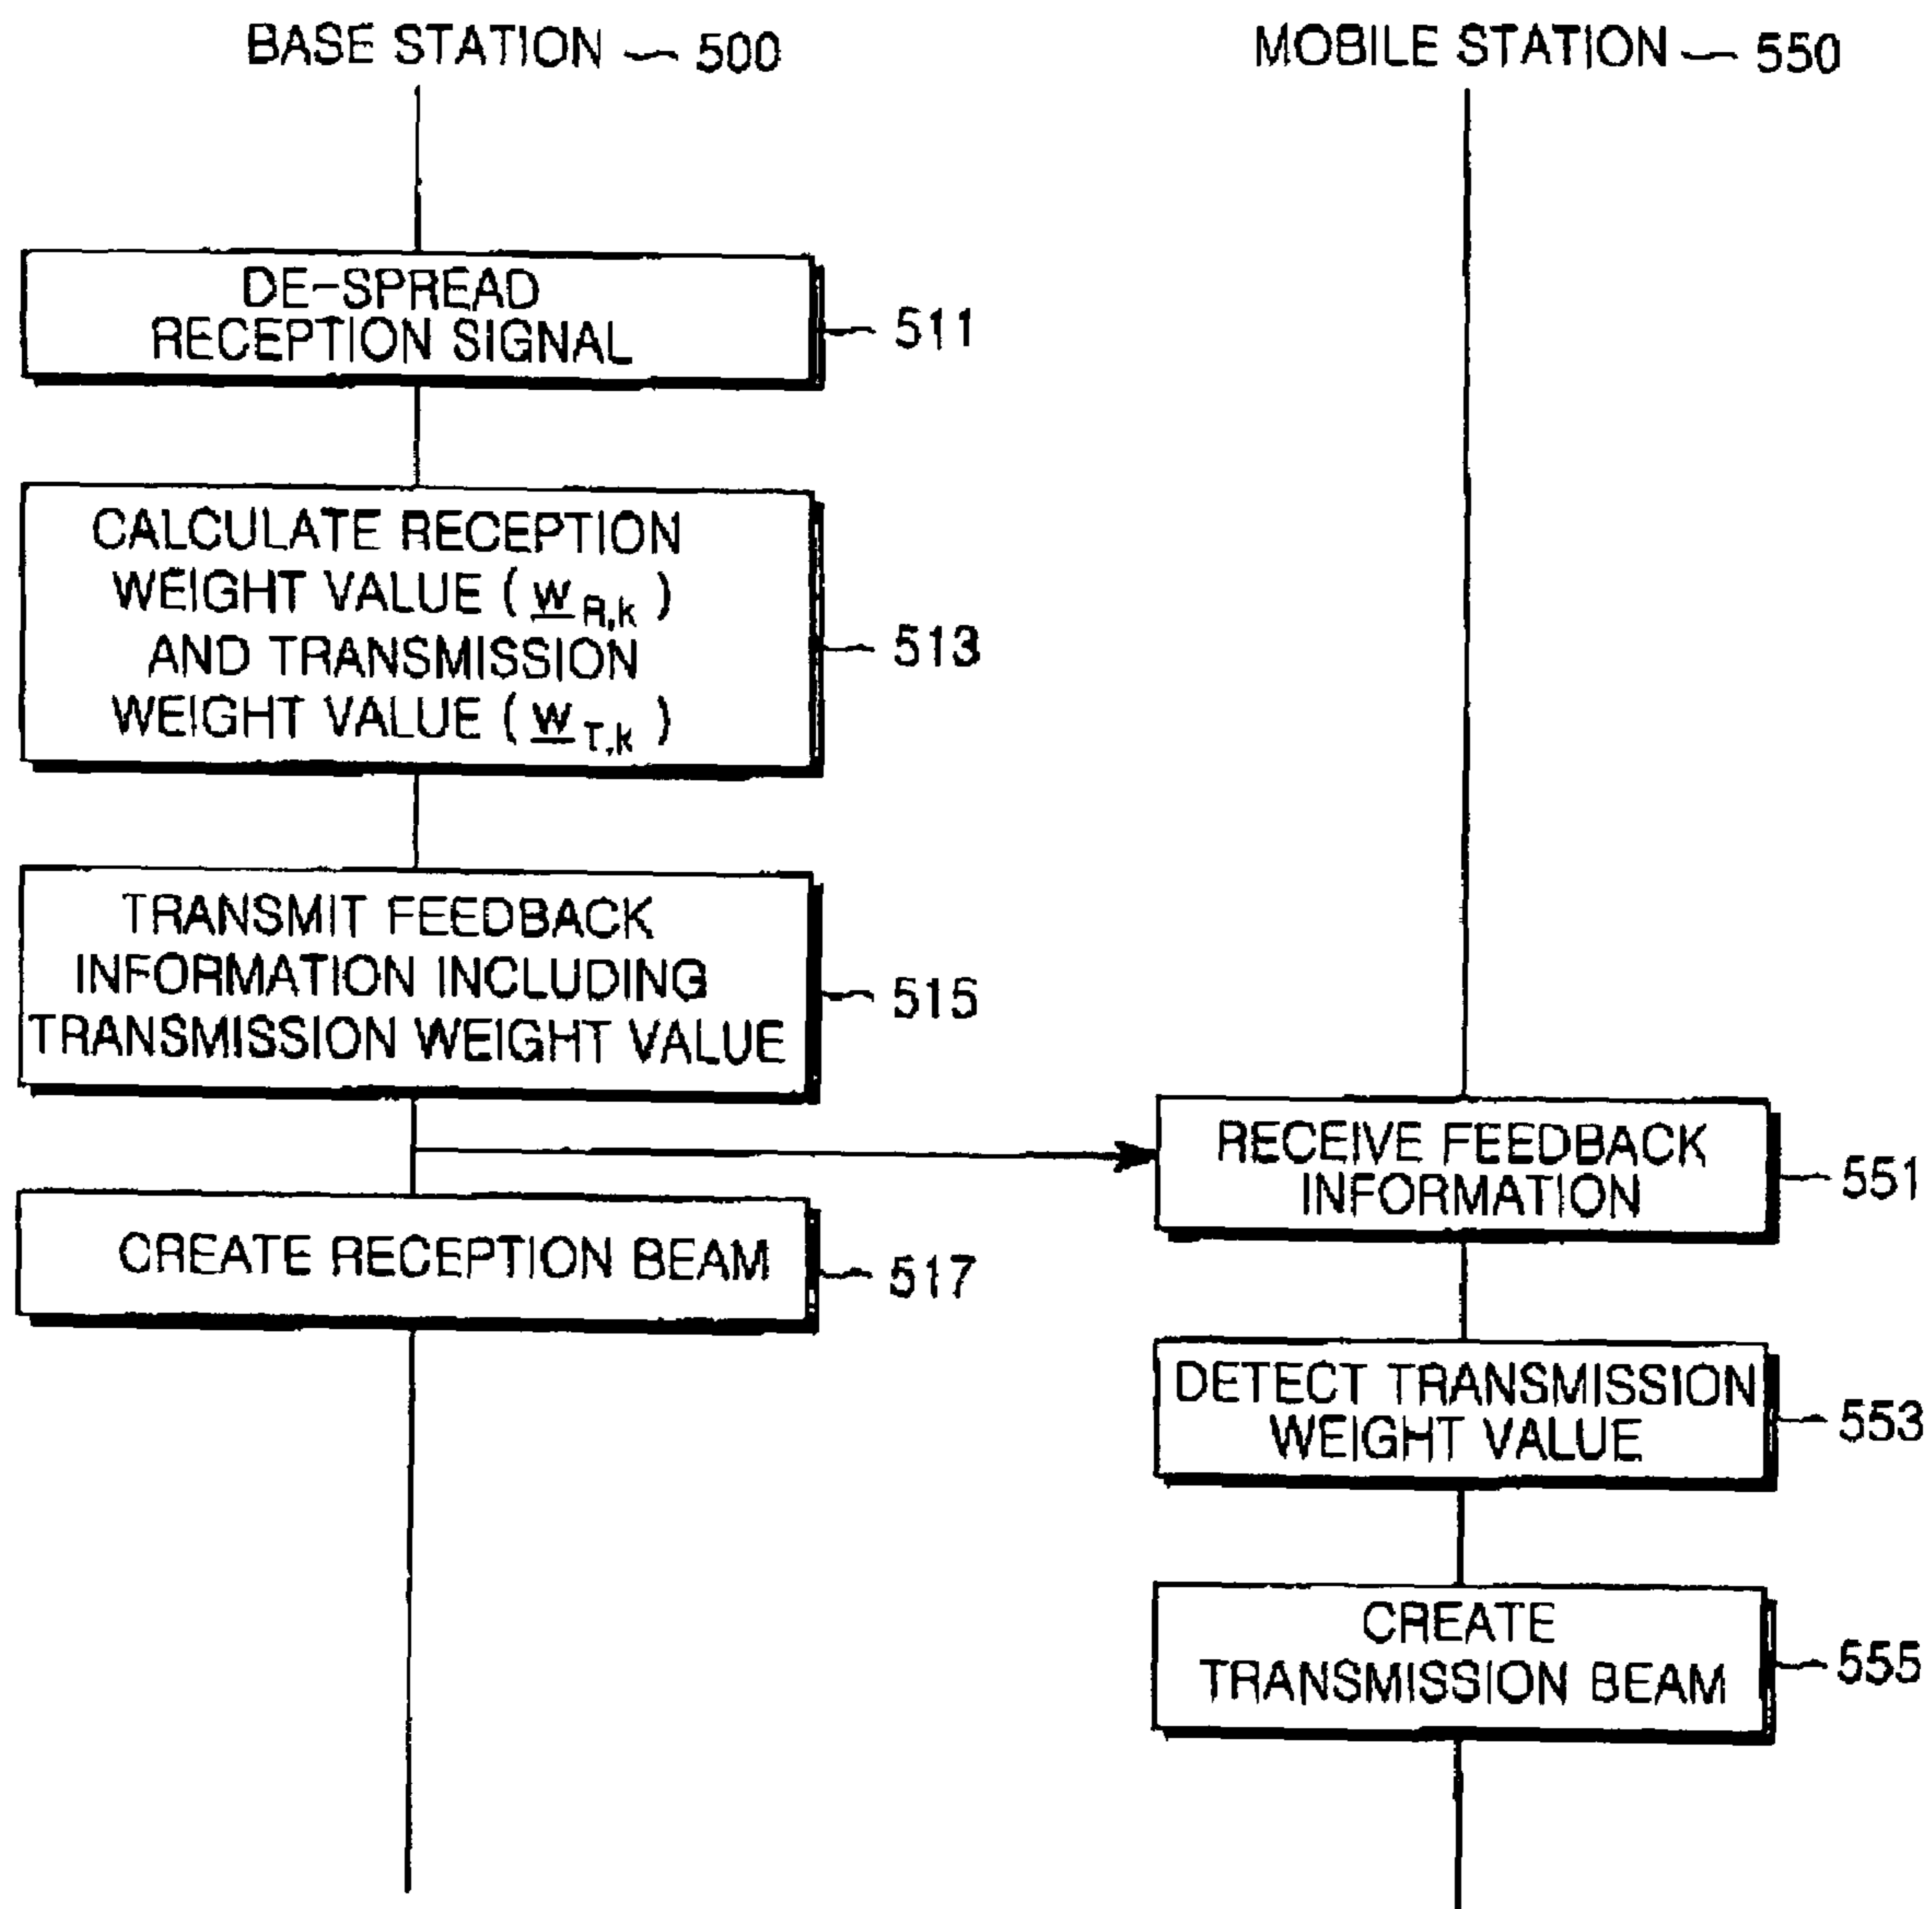 BASE STATION 500
MOBILE STATION 550
DE-SPREAD
RECEPTION SIGNAL
511
CALCULATE RECEPTION
WEIGHT VALUE ( w R,k )
AND TRANSMISSION
WEIGHT VALUE ( w T,k )
513
TRANSMIT FEEDBACK
INFORMATION INCLUDING
TRANSMISSION WEIGHT VALUE
515
RECEIVE FEEDBACK
INFORMATION
551
CREATE RECEPTION BEAM
517
DETECT TRANSMISSION
WEIGHT VALUE
553
CREATE
TRANSMISSION BEAM
555